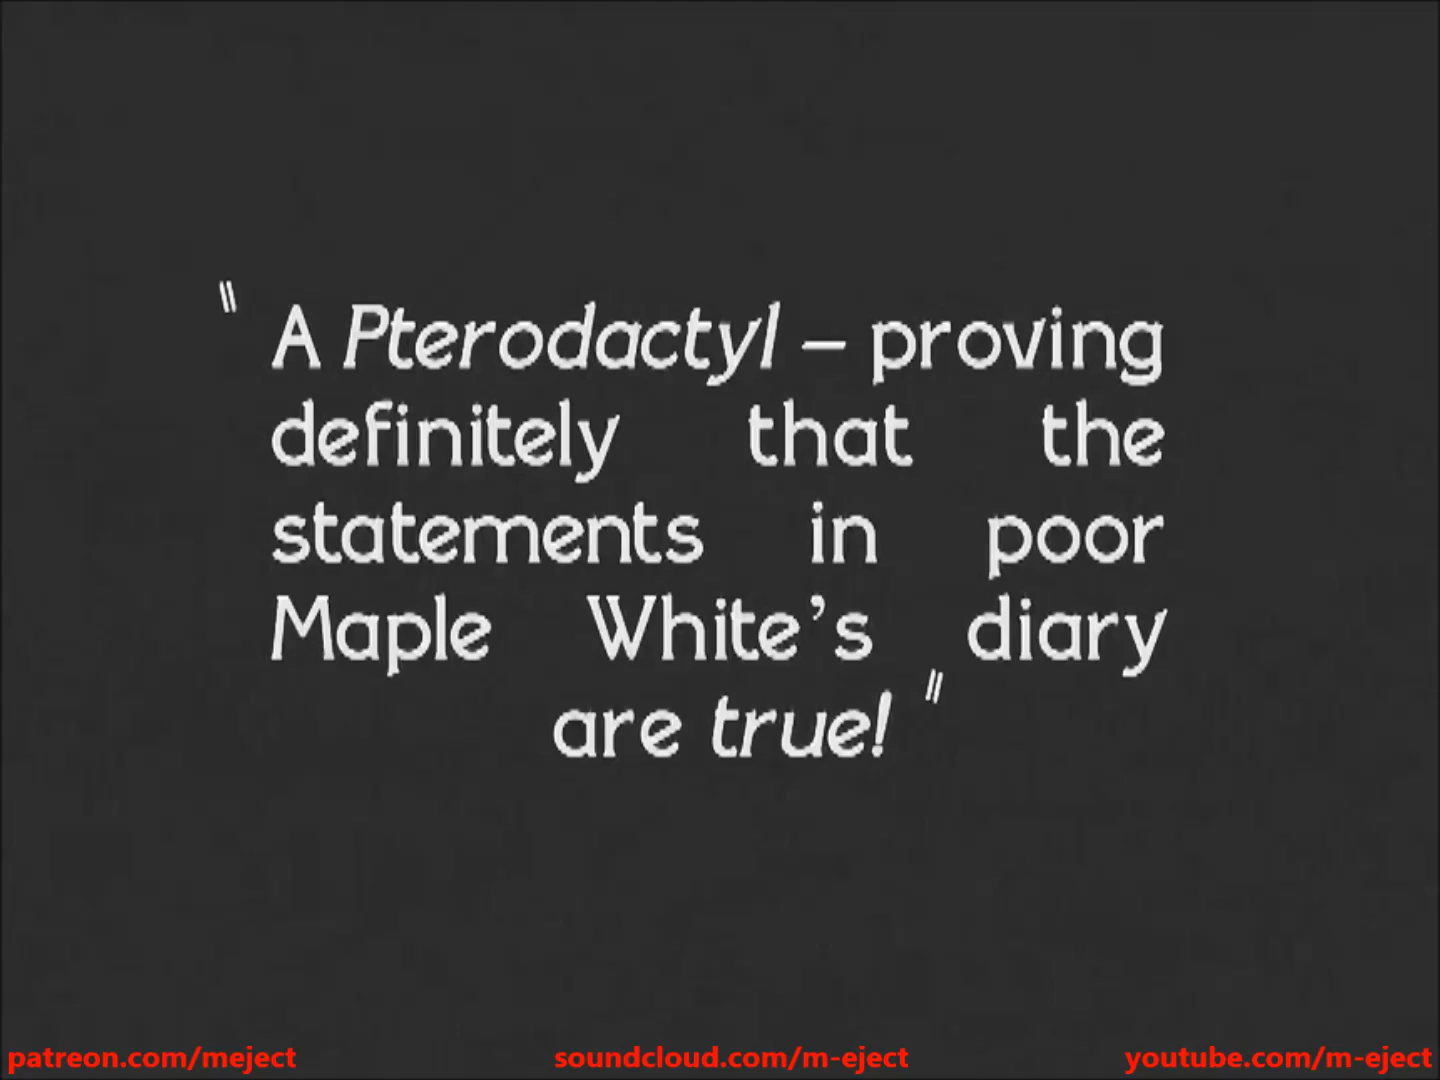 " A Pterodactyl – proving
definitely that the
statements in poor
Maple White’s diary
are true! "
patreon.com/meject soundcloud.com/m-eject youtube.com/m-eject